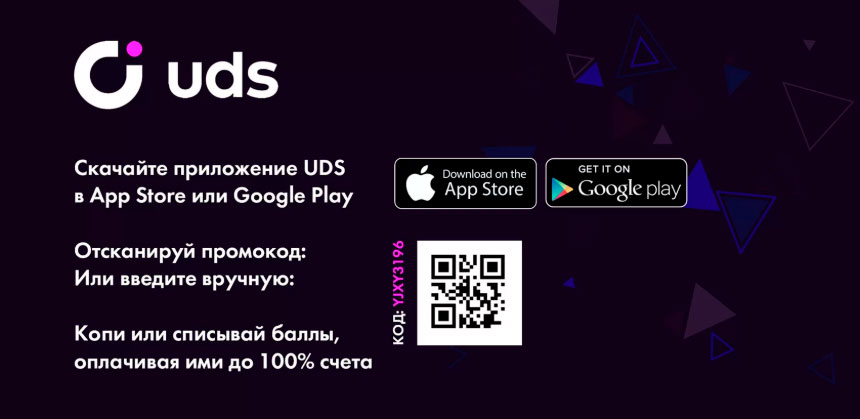 uds
Скачайте приложение UDS
в App Store или Google Play
Download on the
App Store
GET IT ON
Google play
Отсканируй промокод:
Или введите вручную:
КОД: YJXY3196
Копи или списывай баллы,
оплачивая ими до 100% счета